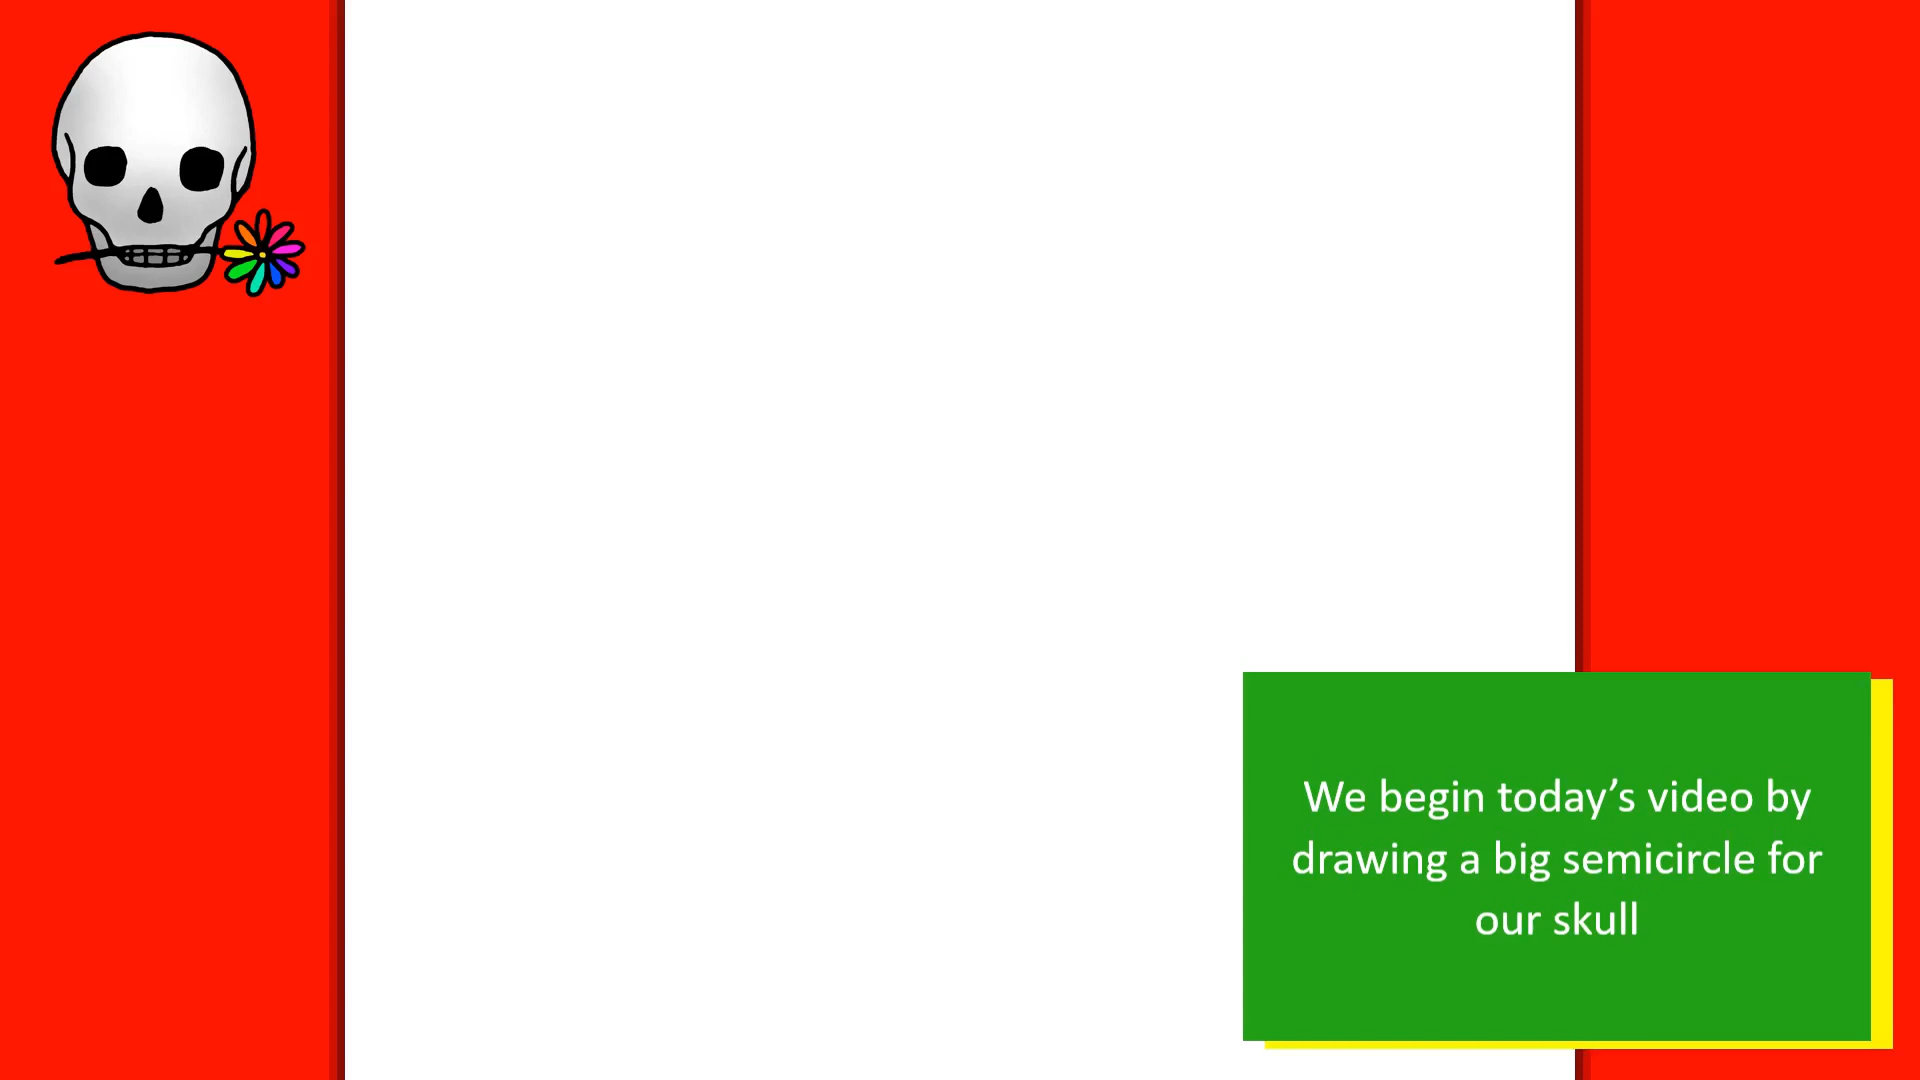 We begin today’s video by
drawing a big semicircle for
our skull